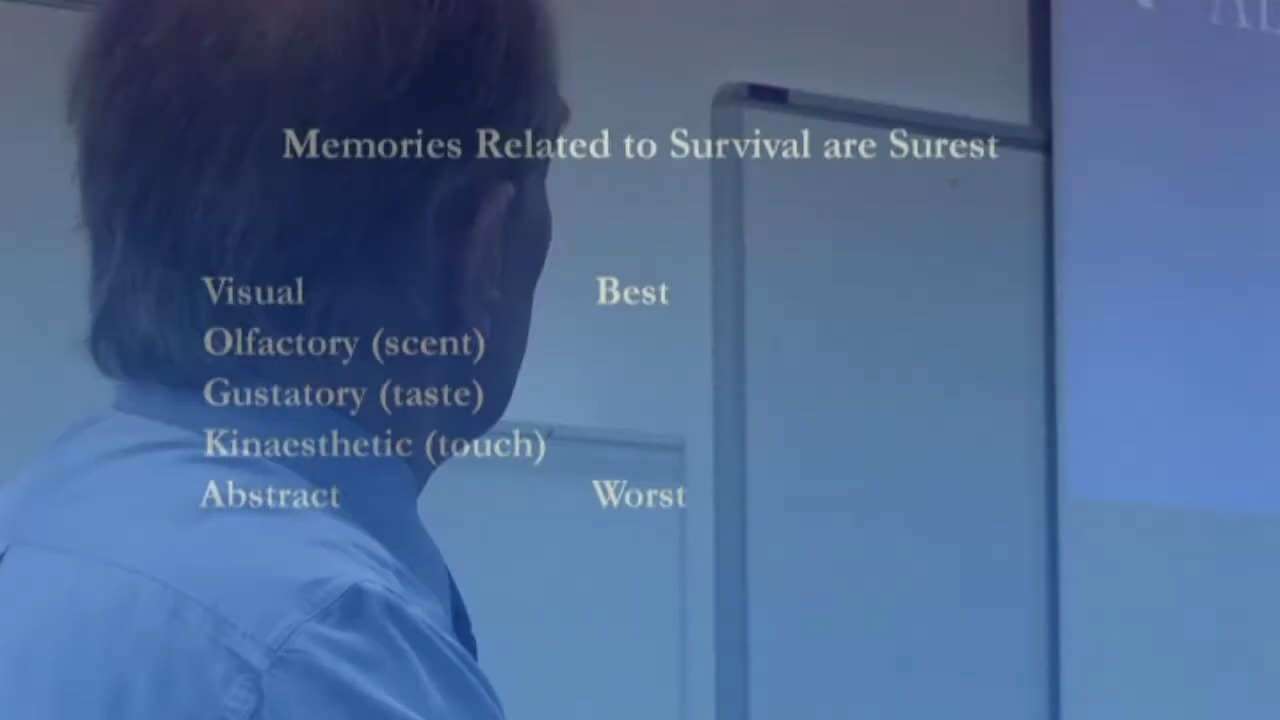 Memories Related to Survival are Surest
Visual Best
Olfactory (scent)
Gustatory (taste)
Kinaesthetic (touch)
Abstract Worst